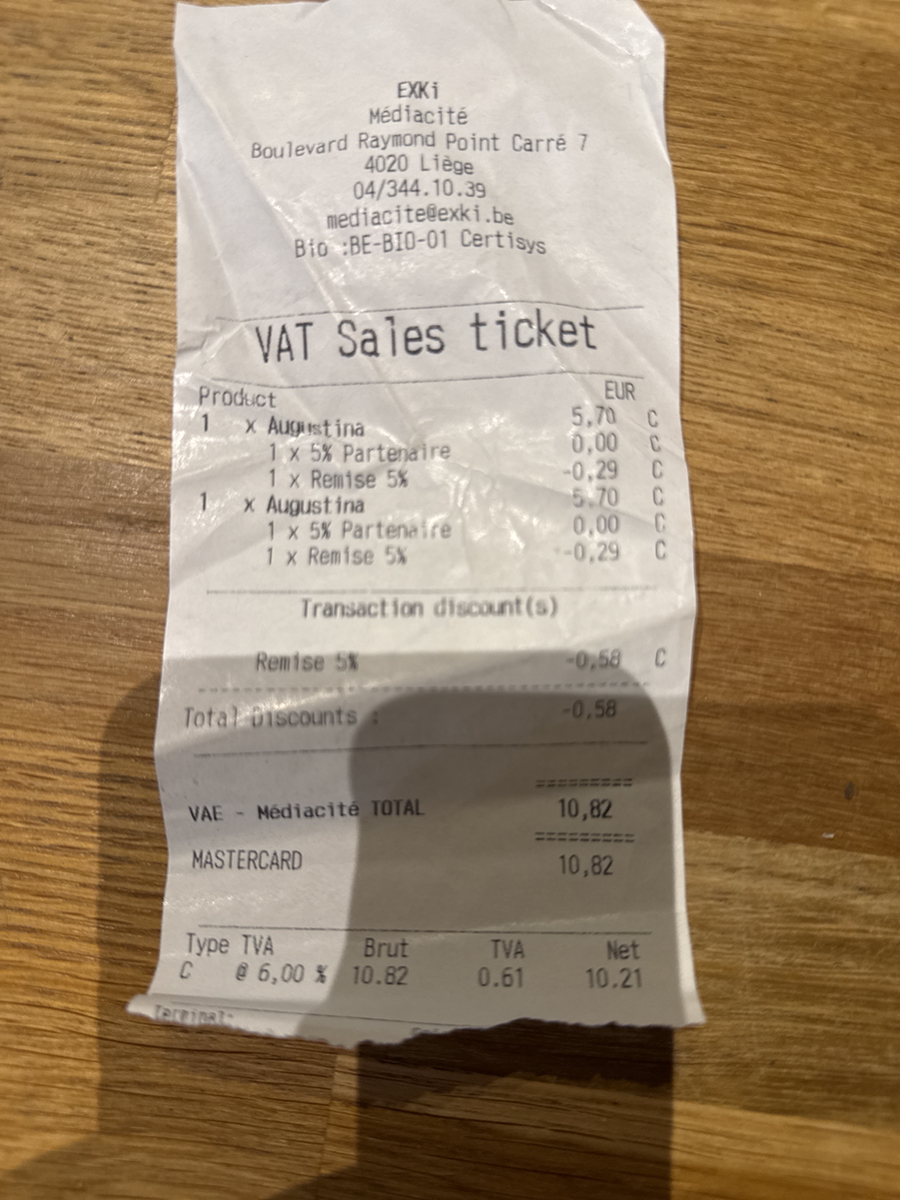 EXKi
Médiacité
Boulevard Raymond Point Carré 7
4020 Liège
04/344.10.39
mediacite@exki.be
Bio :BE-BIO-01 Certisys
VAT Sales ticket
Product EUR
1 x Augustina 5,70 C
1 x 5% Partenaire 0,00 C
1 x Remise 5% -0,29 C
1 x Augustina 5,70 C
1 x 5% Partenaire 0,00 C
1 x Remise 5% -0,29 C
Transaction discount(s)
Remise 5% -0,58 C
Total Discounts : -0,58
=========
VAE - Médiacité TOTAL 10,82
=========
MASTERCARD 10,82
Type TVA Brut TVA Net
C @ 6,00 % 10.82 0.61 10.21
Terminal: